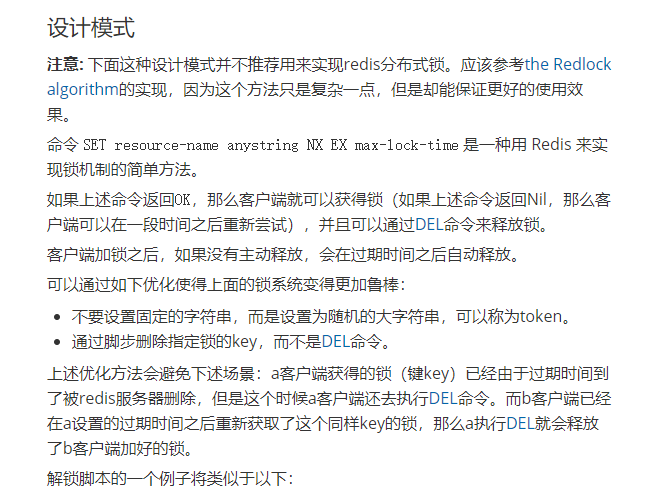 设计模式
注意: 下面这种设计模式并不推荐用来实现redis分布式锁。应该参考the Redlock
algorithm的实现，因为这个方法只是复杂一点，但是却能保证更好的使用效
果。
命令 SET resource-name anystring NX EX max-lock-time 是一种用 Redis 来实
现锁机制的简单方法。
如果上述命令返回OK，那么客户端就可以获得锁（如果上述命令返回Nil，那么客
户端可以在一段时间之后重新尝试），并且可以通过DEL命令来释放锁。
客户端加锁之后，如果没有主动释放，会在过期时间之后自动释放。
可以通过如下优化使得上面的锁系统变得更加鲁棒：
• 不要设置固定的字符串，而是设置为随机的大字符串，可以称为token。
• 通过脚步删除指定锁的key，而不是DEL命令。
上述优化方法会避免下述场景：a客户端获得的锁（键key）已经由于过期时间到
了被redis服务器删除，但是这个时候a客户端还去执行DEL命令。而b客户端已经
在a设置的过期时间之后重新获取了这个同样key的锁，那么a执行DEL就会释放
了b客户端加好的锁。
解锁脚本的一个例子将类似于以下：